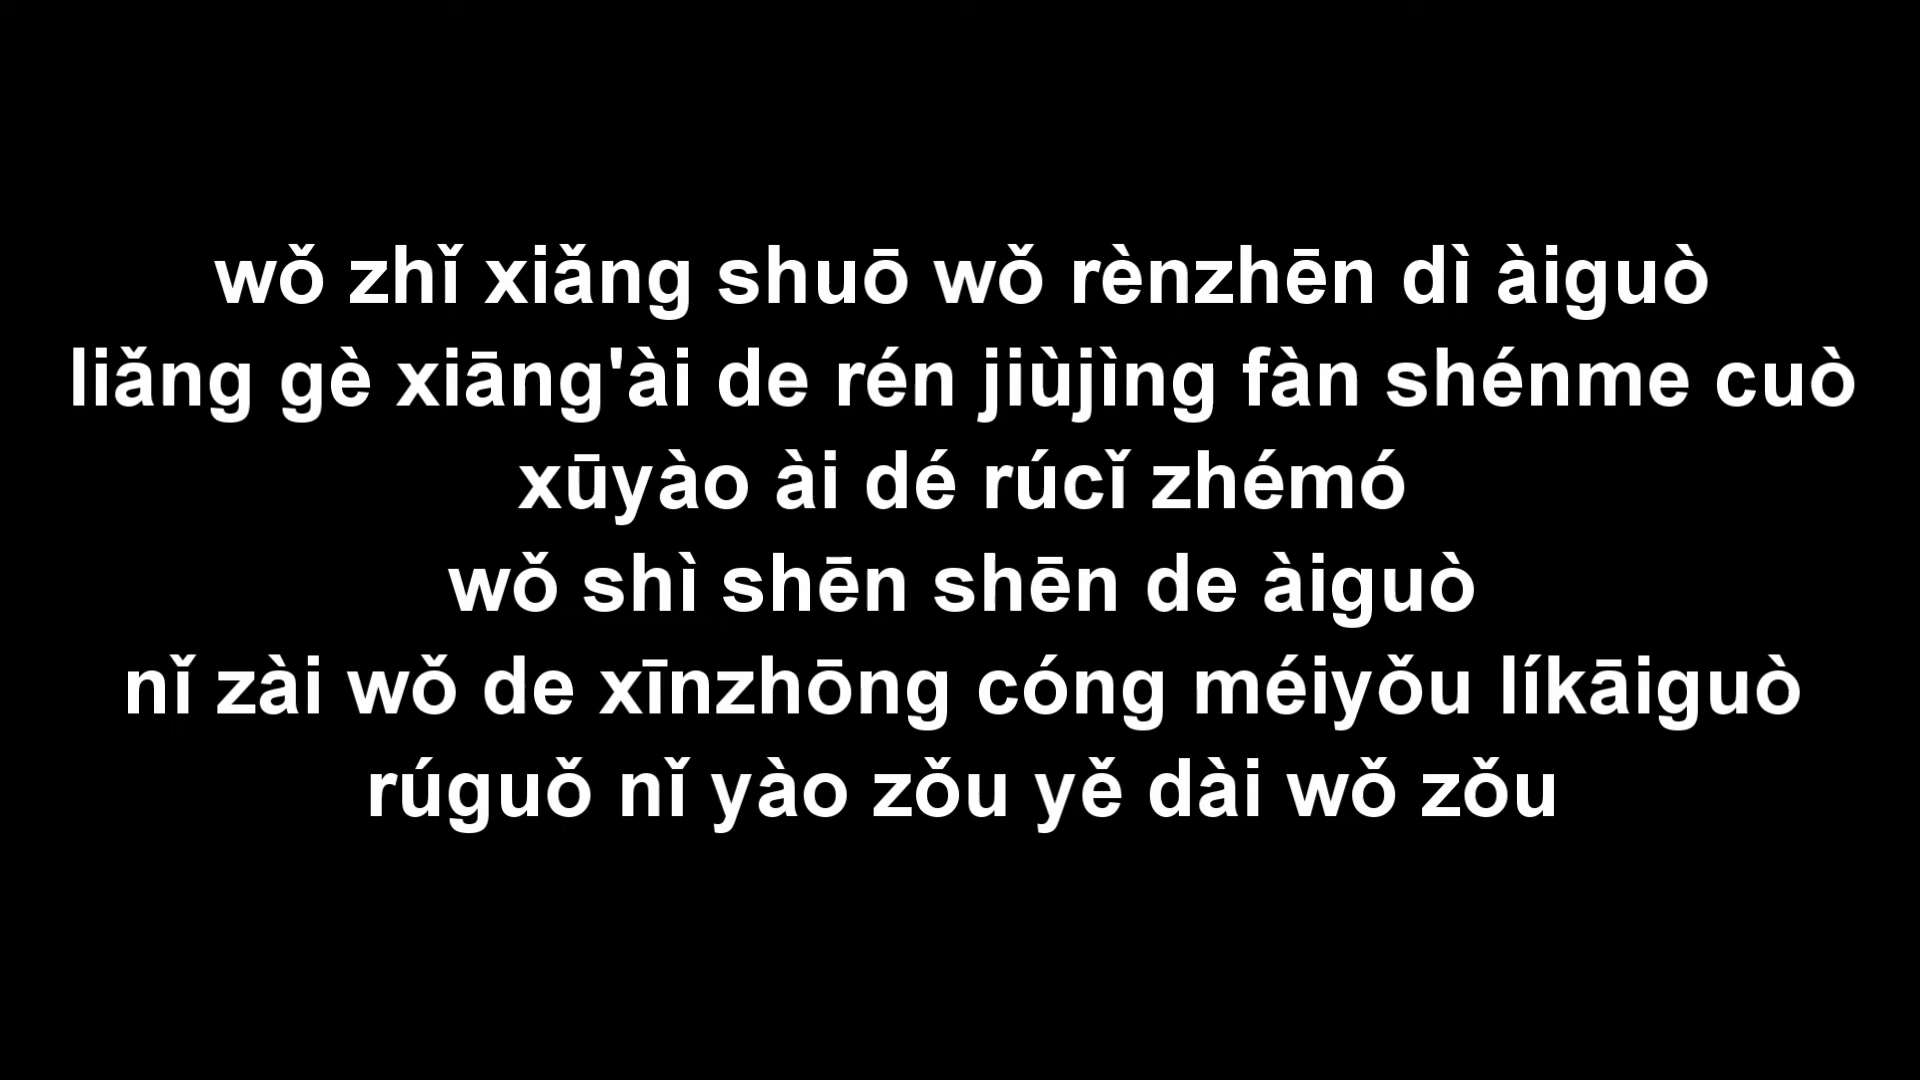 wǒ zhǐ xiǎng shuō wǒ rènzhēn dì àiguò
liǎng gè xiāng'ài de rén jiùjìng fàn shénme cuò
xūyào ài dé rúcǐ zhémó
wǒ shì shēn shēn de àiguò
nǐ zài wǒ de xīnzhōng cóng méiyǒu líkāiguò
rúguǒ nǐ yào zǒu yě dài wǒ zǒu